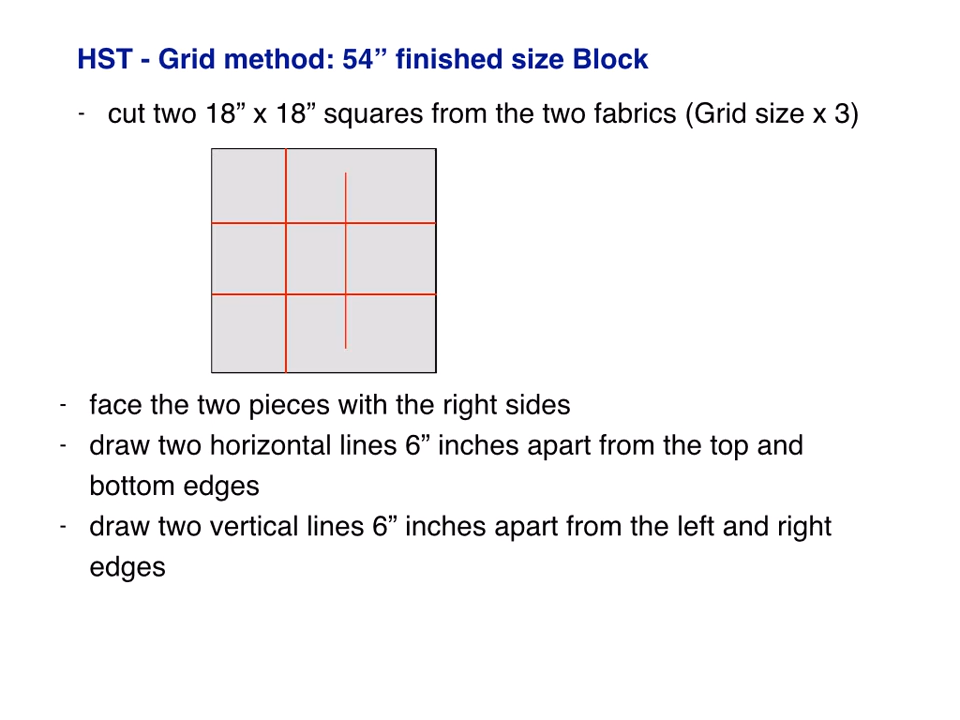 HST - Grid method: 54” finished size Block
- cut two 18” x 18” squares from the two fabrics (Grid size x 3)
- face the two pieces with the right sides
- draw two horizontal lines 6” inches apart from the top and
bottom edges
- draw two vertical lines 6” inches apart from the left and right
edges